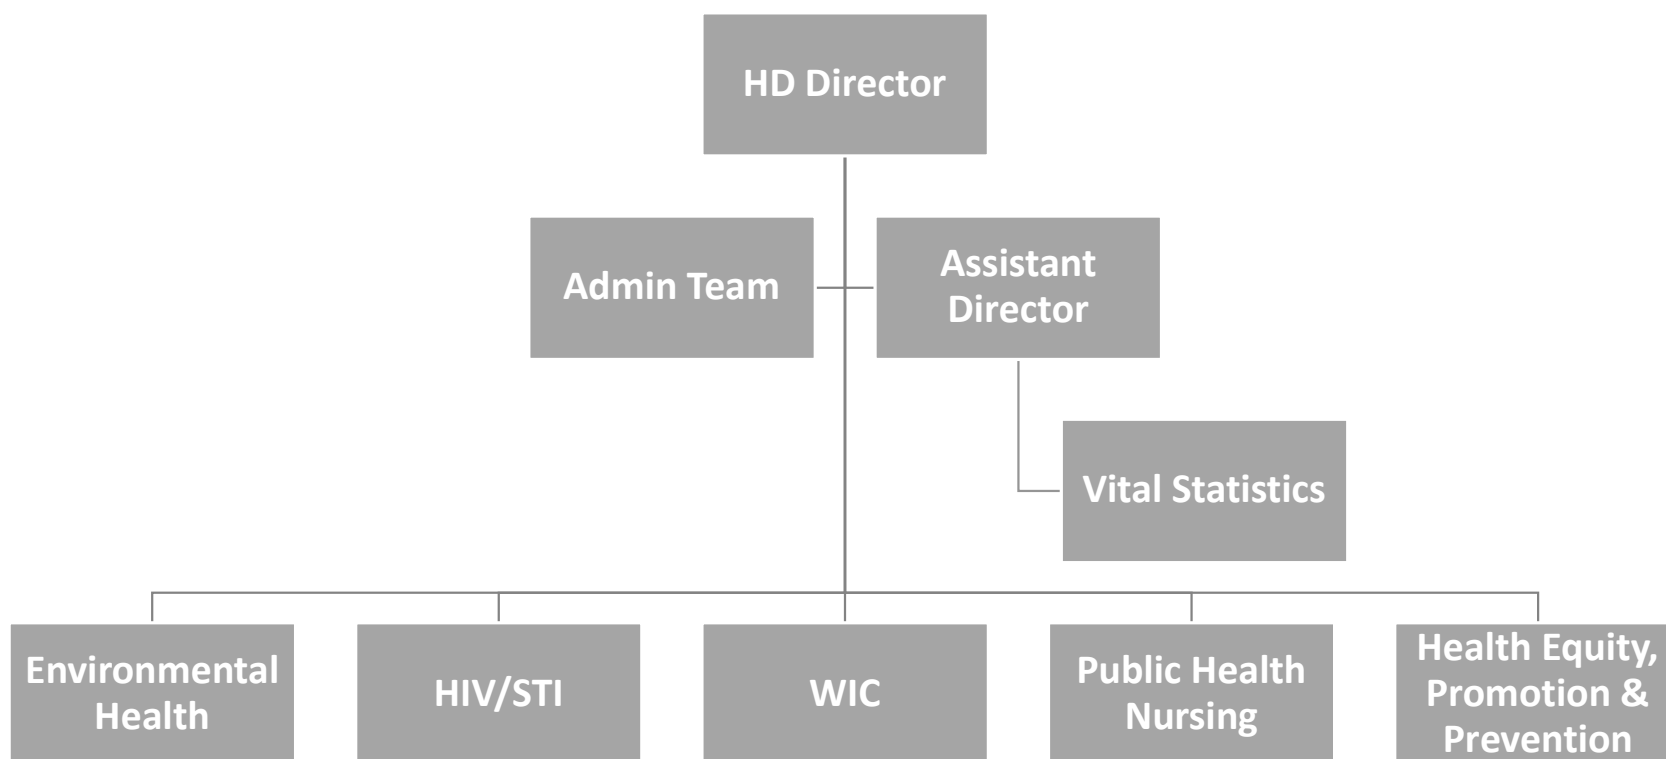 HD Director
Admin Team
Assistant
Director
Vital Statistics
Environmental
Health
HIV/STI
WIC
Public Health
Nursing
Health Equity,
Promotion &
Prevention